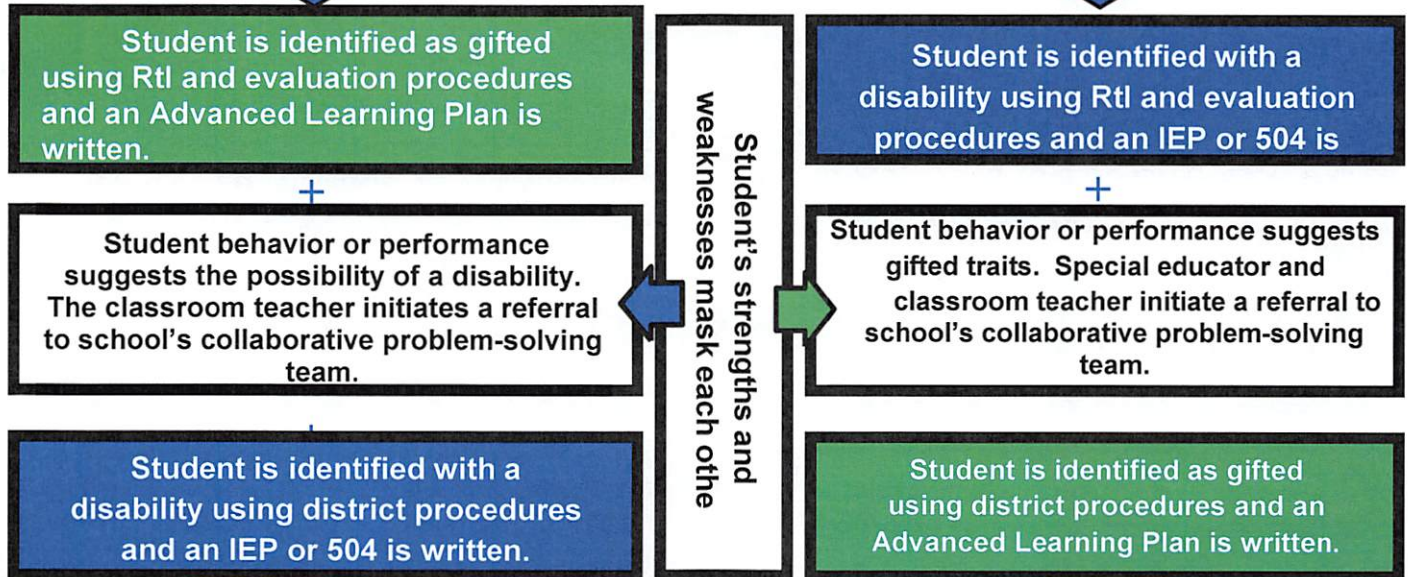 Student is identified as gifted
using RtI and evaluation procedures
and an Advanced Learning Plan is
written.
+
Student behavior or performance
suggests the possibility of a disability.
The classroom teacher initiates a referral
to school's collaborative problem-solving
team.
Student is identified with a
disability using district procedures
and an IEP or 504 is written.
Student's strengths and
weaknesses mask each othe
Student is identified with a
disability using RtI and evaluation
procedures and an IEP or 504 is
+
Student behavior or performance suggests
gifted traits. Special educator and
classroom teacher initiate a referral to
school's collaborative problem-solving
team.
Student is identified as gifted
using district procedures and an
Advanced Learning Plan is written.